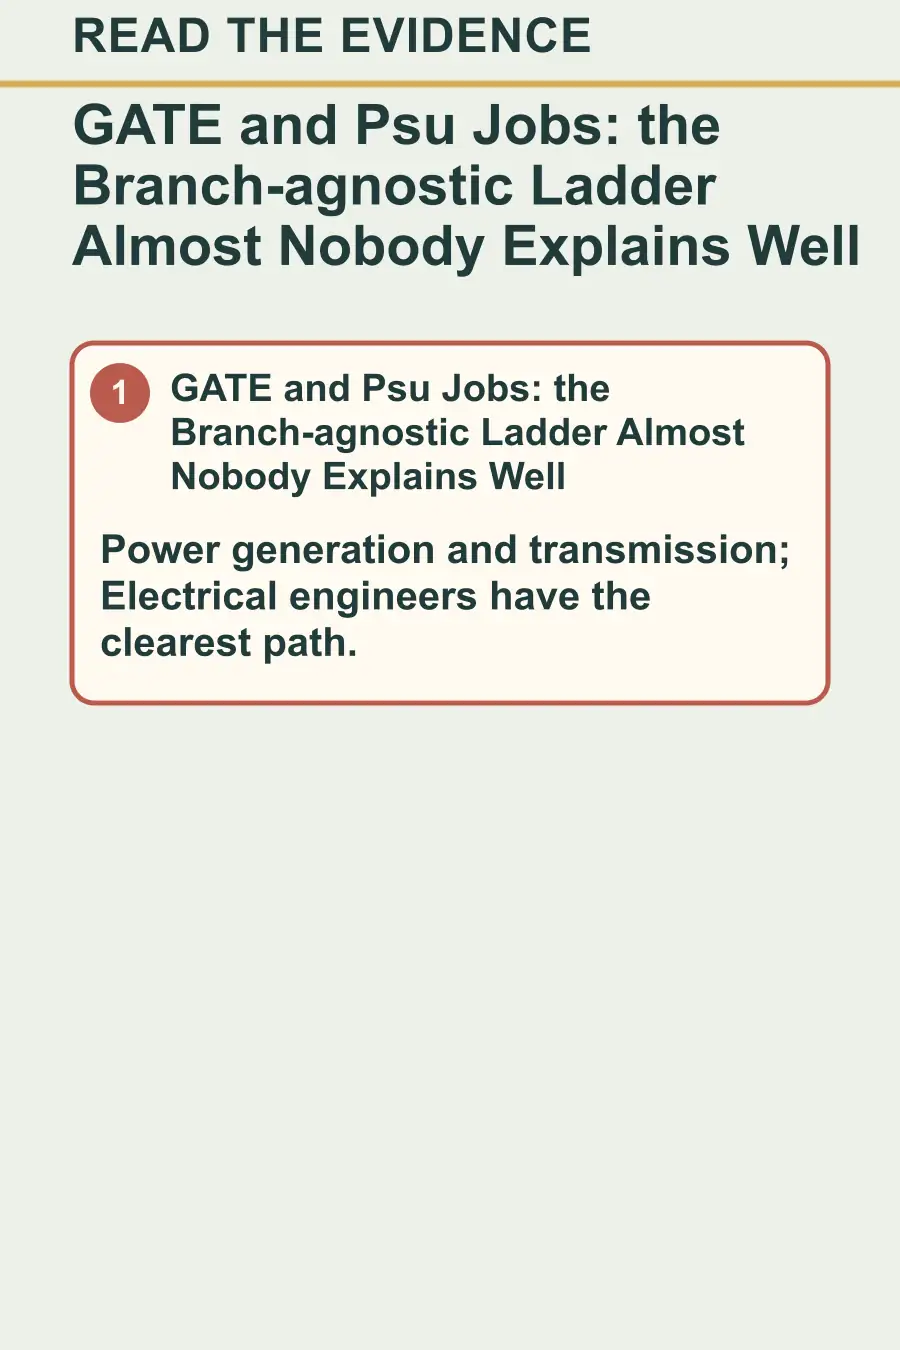 READ THE EVIDENCE
GATE and Psu Jobs: the
Branch-agnostic Ladder
Almost Nobody Explains Well
1
GATE and Psu Jobs: the
Branch-agnostic Ladder Almost
Nobody Explains Well
Power generation and transmission;
Electrical engineers have the
clearest path.